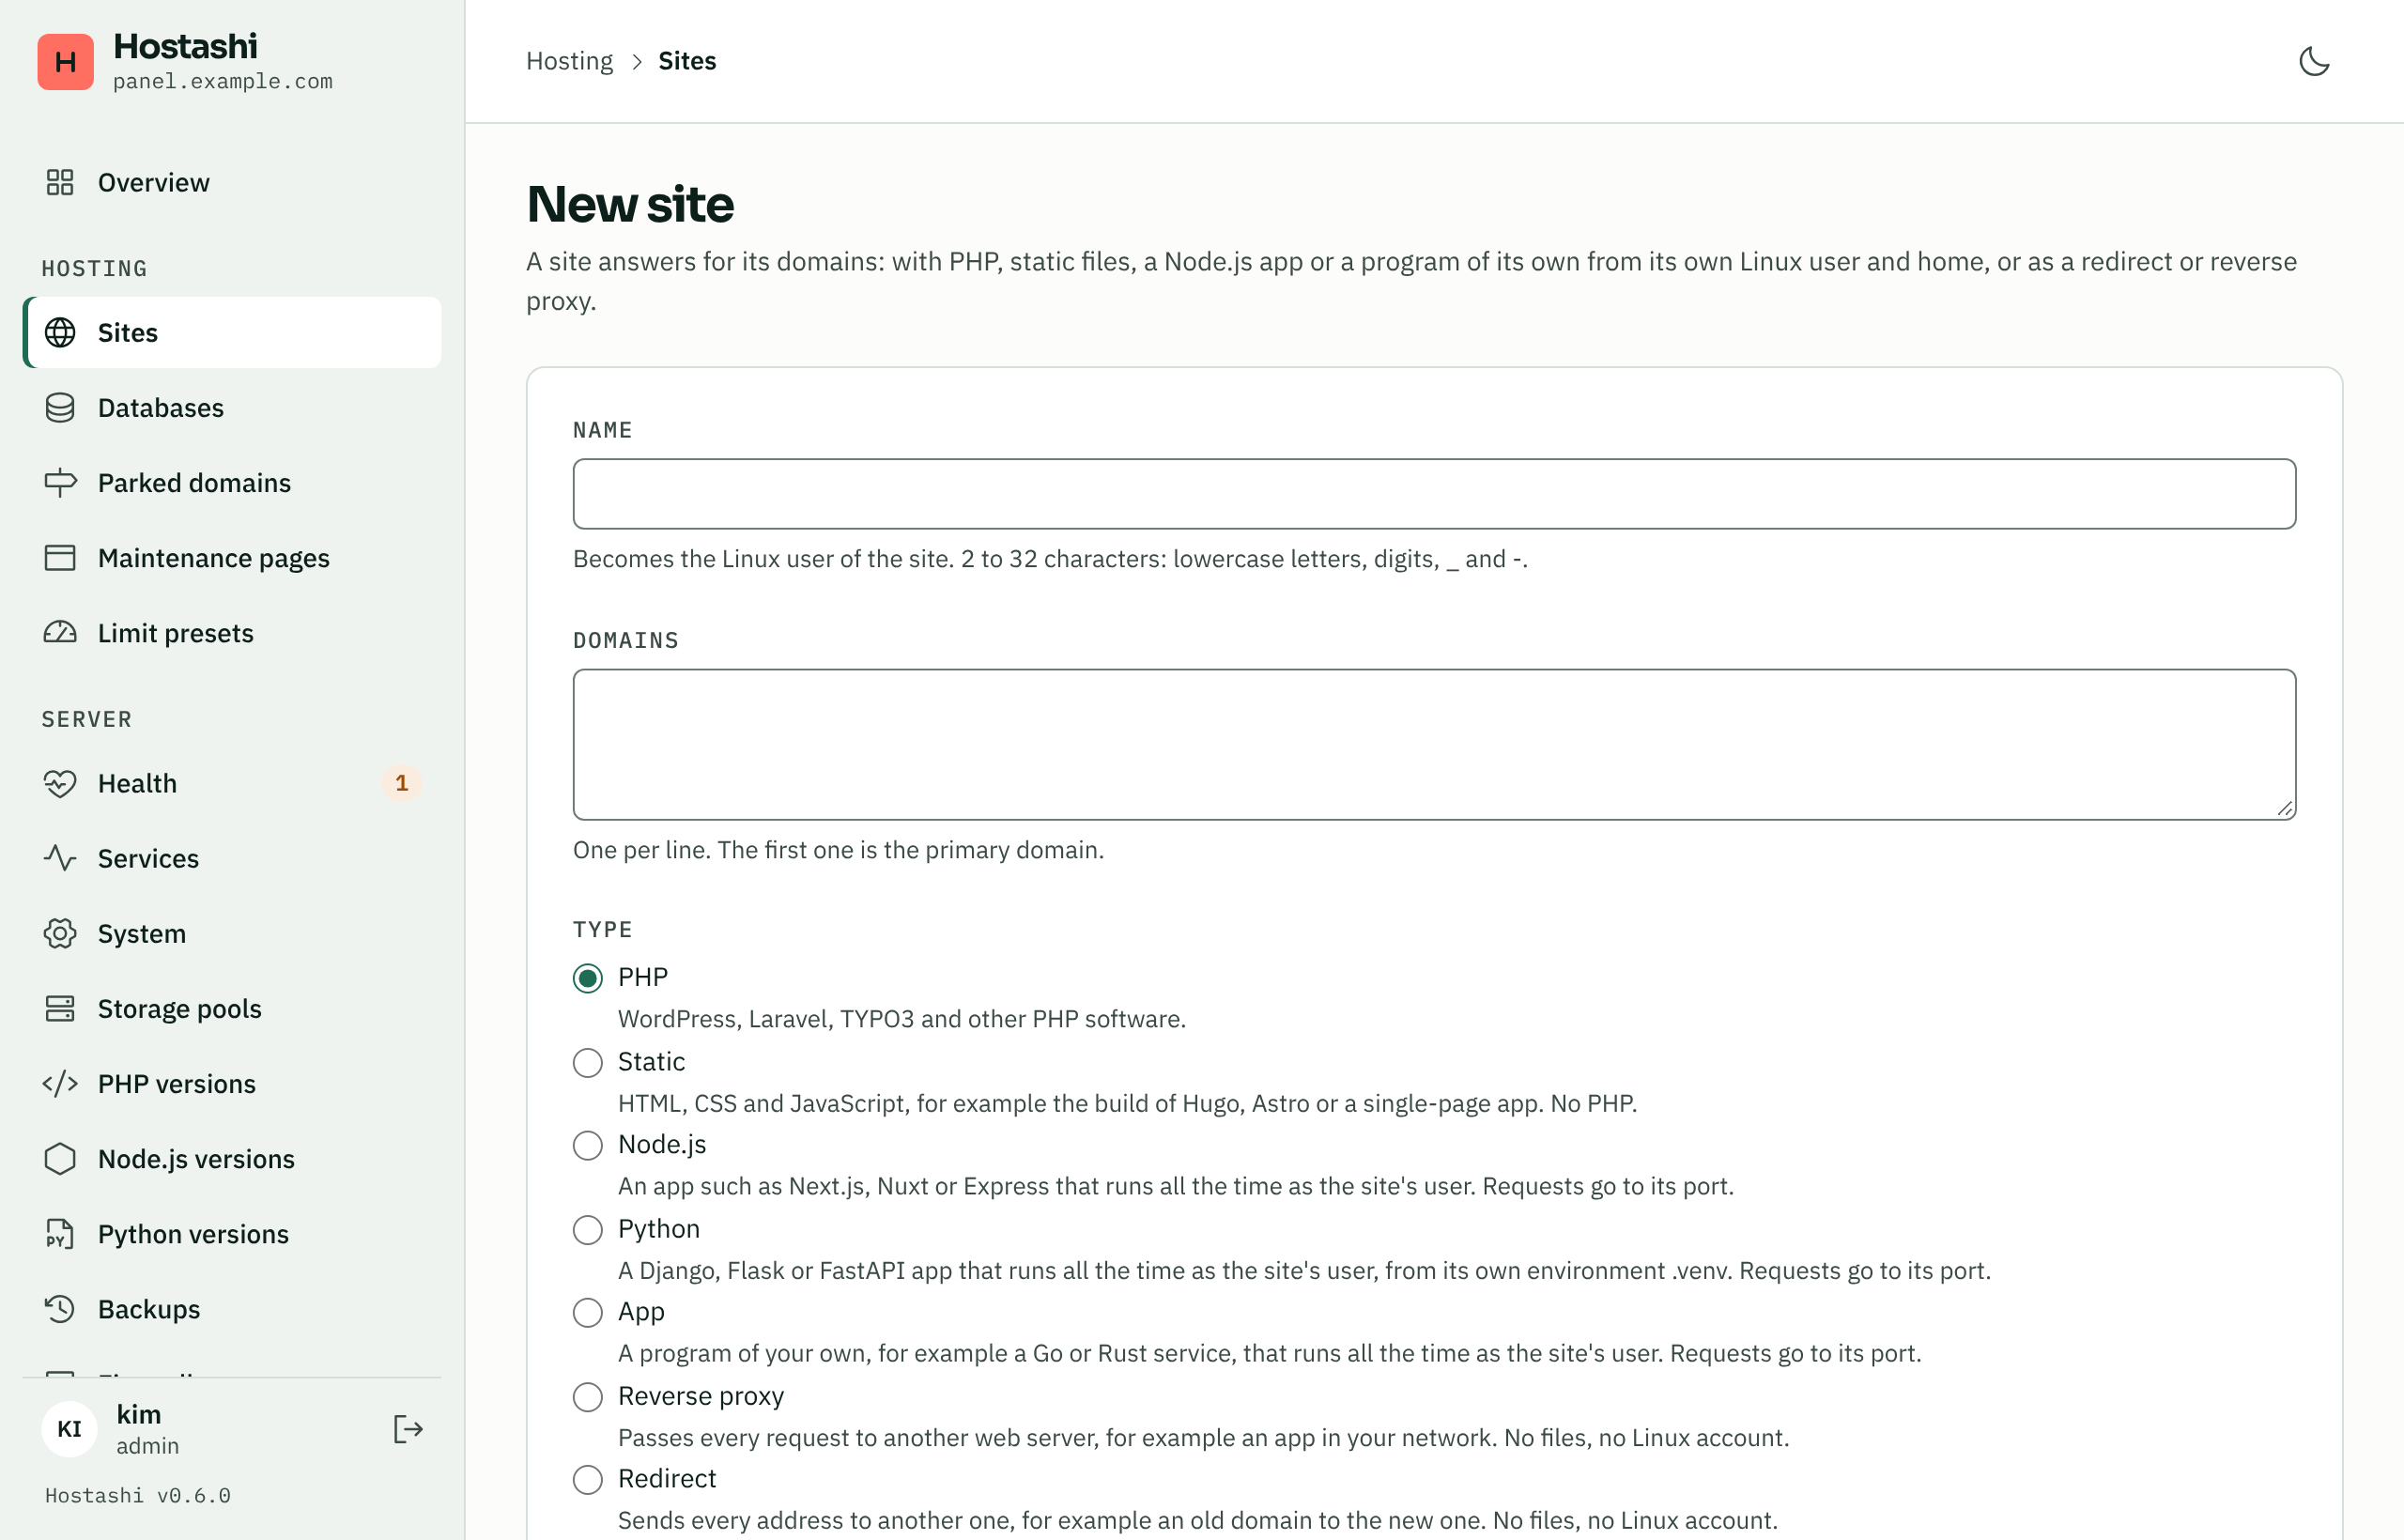 H
Hostashi
panel.example.com
Overview
HOSTING
Sites
Databases
Parked domains
Maintenance pages
Limit presets
SERVER
Health 1
Services
System
Storage pools
PHP versions
Node.js versions
PY Python versions
Backups
KI
kim
admin
Hostashi v0.6.0
Hosting > Sites
New site
A site answers for its domains: with PHP, static files, a Node.js app or a program of its own from its own Linux user and home, or as a redirect or reverse
proxy.
NAME
Becomes the Linux user of the site. 2 to 32 characters: lowercase letters, digits, _ and -.
DOMAINS
One per line. The first one is the primary domain.
TYPE
PHP
WordPress, Laravel, TYPO3 and other PHP software.
Static
HTML, CSS and JavaScript, for example the build of Hugo, Astro or a single-page app. No PHP.
Node.js
An app such as Next.js, Nuxt or Express that runs all the time as the site's user. Requests go to its port.
Python
A Django, Flask or FastAPI app that runs all the time as the site's user, from its own environment .venv. Requests go to its port.
App
A program of your own, for example a Go or Rust service, that runs all the time as the site's user. Requests go to its port.
Reverse proxy
Passes every request to another web server, for example an app in your network. No files, no Linux account.
Redirect
Sends every address to another one, for example an old domain to the new one. No files, no Linux account.